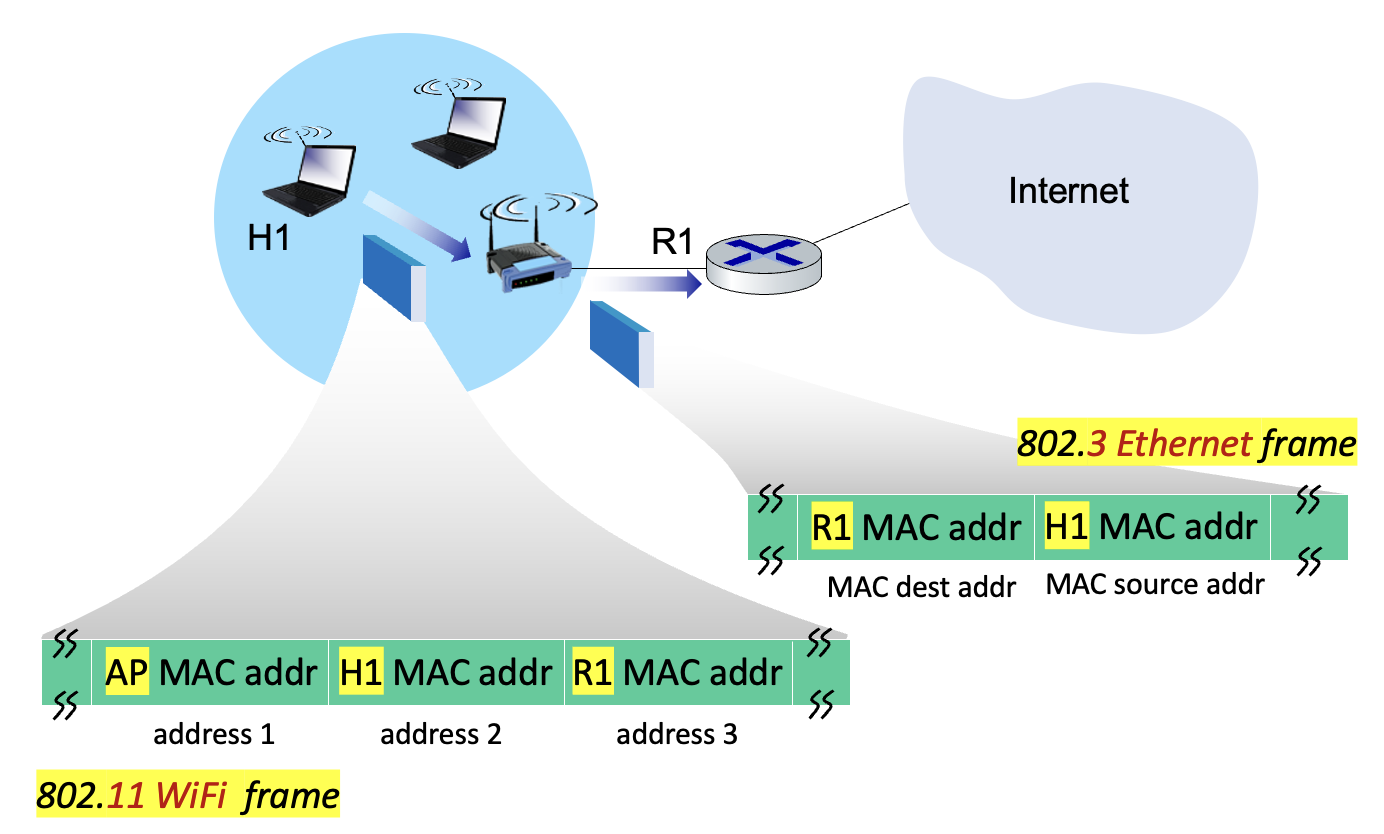 H1
R1
Internet
802.3 Ethernet frame
R1 MAC addr
H1 MAC addr
MAC dest addr
MAC source addr
AP MAC addr
H1 MAC addr
R1 MAC addr
address 1
address 2
address 3
802.11 WiFi frame